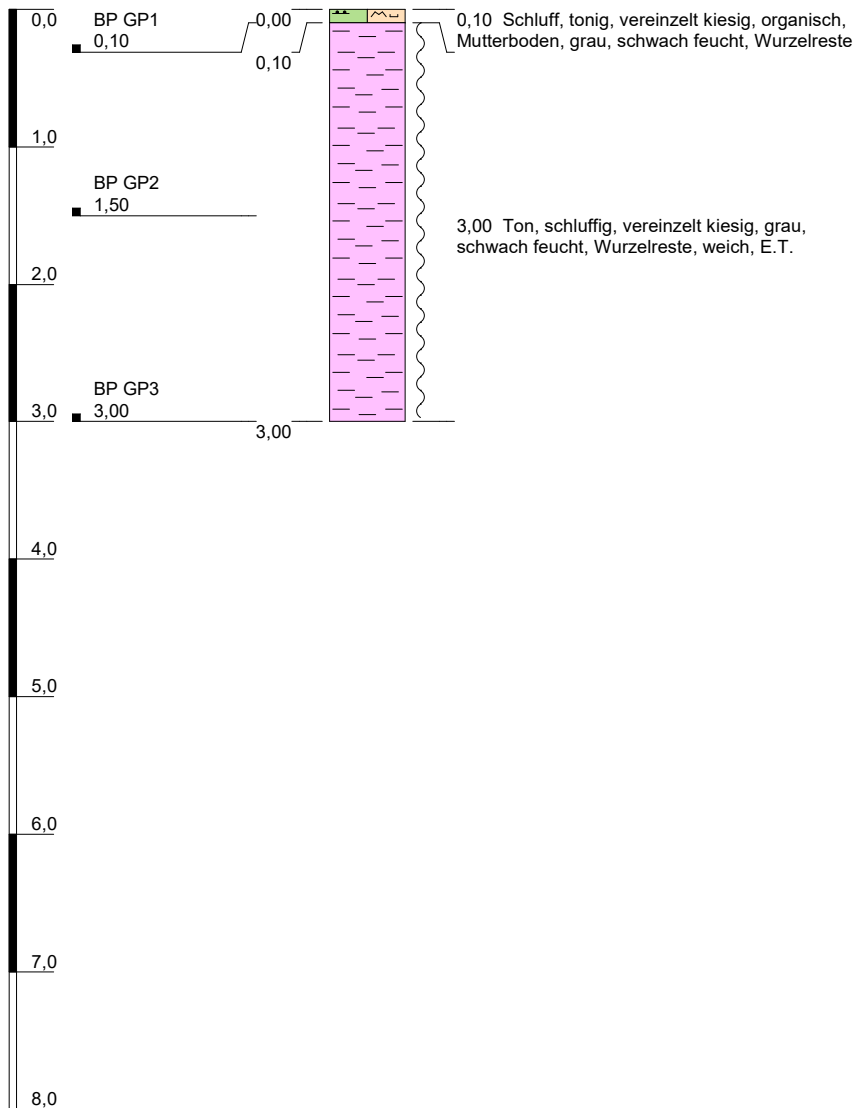 0,0
BP GP1
0,10
0,00
0,10
0,10 Schluff, tonig, vereinzelt kiesig, organisch,
Mutterboden, grau, schwach feucht, Wurzelreste
1,0
BP GP2
1,50
3,00 Ton, schluffig, vereinzelt kiesig, grau,
schwach feucht, Wurzelreste, weich, E.T.
2,0
BP GP3
3,0
3,00
3,00
4,0
5,0
6,0
7,0
8,0